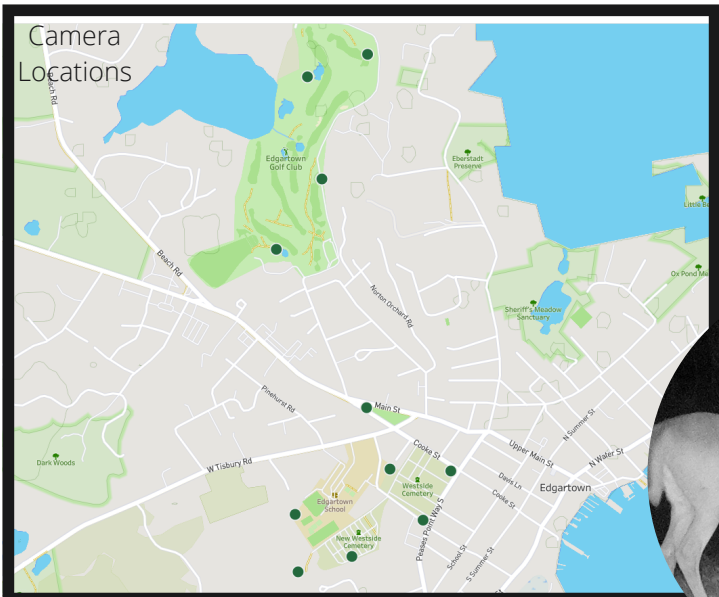 Camera
Locations
Beach Rd
Edgartown
Golf Club
Eberstadt
Preserve
Little B
Ox Pond Me
Beach Rd
Norton Orchard Rd
Sheriff's Meadow
Sanctuary
Main St
Pinehurst Rd
N Summer St
Cooke St
Upper Main St
N Water St
Dark Woods
W Tisbury Rd
Westside
Cemetery
Davis Ln
Edgartown
Cooke St
Edgartown
School
New Westside
Cemetery
Peases Point Way S
School St
S Summer St